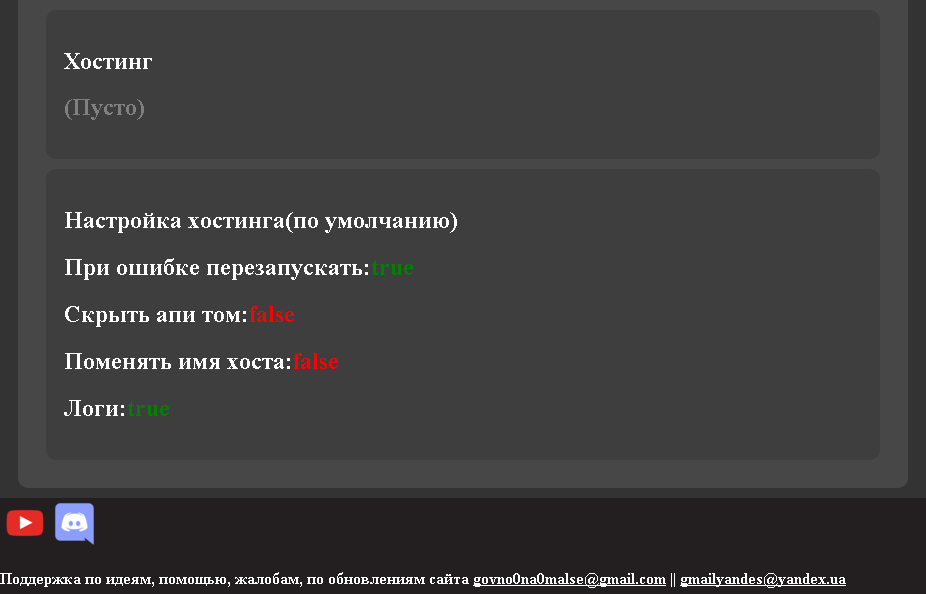 Хостинг
(Пусто)
Настройка хостинга(по умолчанию)
При ошибке перезапускать:true
Скрыть апи том:false
Поменять имя хоста:false
Логи:true
Поддержка по идеям, помощью, жалобам, по обновлениям сайта govno0na0malse@gmail.com || gmailyandes@yandex.ua